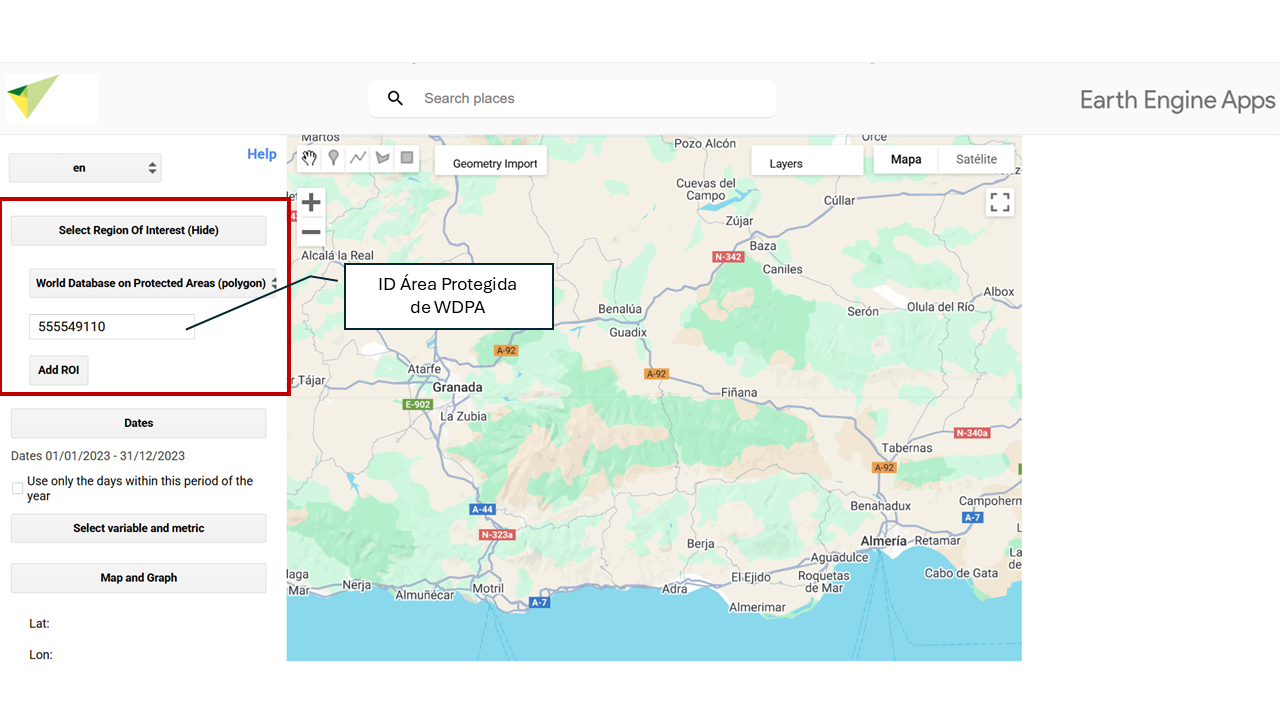 Search places
Earth Engine Apps
en
Help
Select Region Of Interest (Hide)
World Database on Protected Areas (polygon)
555549110
Add ROI
Dates
Dates 01/01/2023 - 31/12/2023
Use only the days within this period of the
year
Select variable and metric
Map and Graph
Lat:
Lon:
ID Área Protegida
de WDPA
Geometry Import
Layers
Mapa
Satélite
Martos
Pozo Alcón
Orce
Cuevas del
Campo
Cúllar
Zújar
Baza
N-342
Caniles
Alcalá la Real
Albox
Olula del Río
Serón
Benalúa
Guadix
A-92
Atarfe
Granada
A-92
Fiñana
E-902
La Zubia
N-340a
Tabernas
A-92
Benahadux
Campoherm
A-7
A-44
N-323a
Berja
Almería
Retamar
Aguadulce
Cabo de Gata
El Ejido
Roquetas
de Mar
Nerja
Almuñécar
Motril
Adra
A-7
Almerimar